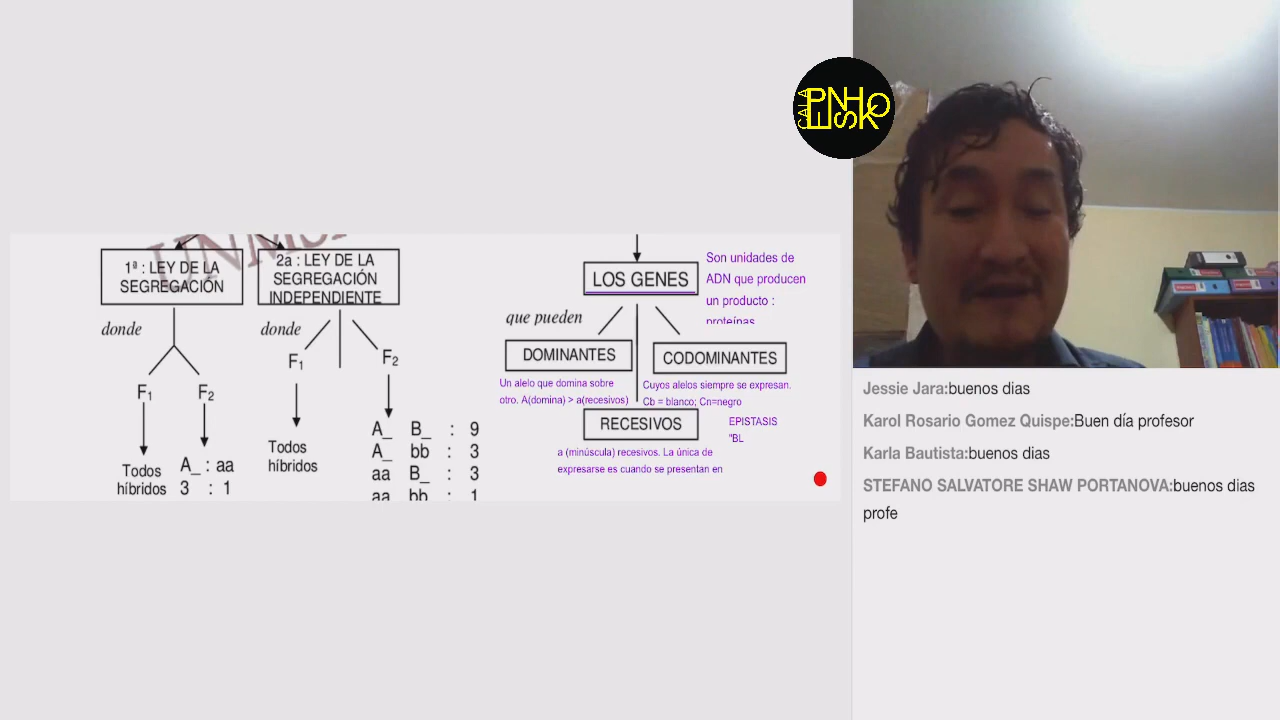 1ª : LEY DE LA
SEGREGACIÓN
donde
F₁
F₂
Todos
híbridos
A_ : aa
3 : 1
2a : LEY DE LA
SEGREGACIÓN
INDEPENDIENTE
donde
F₁
F₂
Todos
híbridos
A_ B_ : 9
A_ bb : 3
aa B_ : 3
aa bb : 1
LOS GENES
Son unidades de
ADN que producen
un producto :
proteínas
que pueden
DOMINANTES
Un alelo que domina sobre
otro. A(domina) > a(recesivos)
CODOMINANTES
Cuyos alelos siempre se expresan.
Cb = blanco; Cn=negro
RECESIVOS
EPISTASIS
"BL
a (minúscula) recesivos. La única de
expresarse es cuando se presentan en
Jessie Jara:buenos dias
Karol Rosario Gomez Quispe:Buen día profesor
Karla Bautista:buenos dias
STEFANO SALVATORE SHAW PORTANOVA:buenos dias
profe